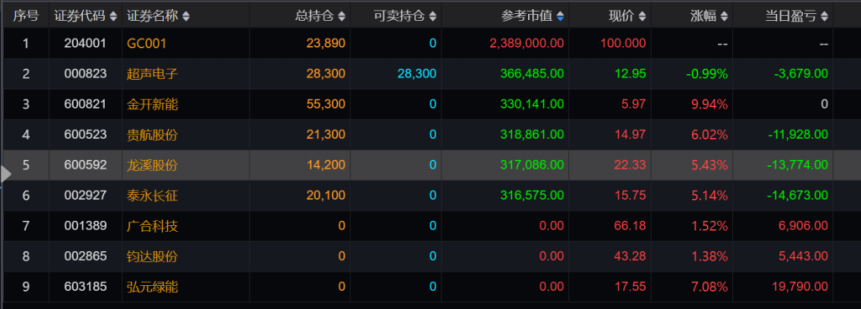 序号 证券代码 证券名称 总持仓 可卖持仓 参考市值 现价 涨幅 当日盈亏
1 204001 GC001 23,890 0 2,389,000.00 100.000 -- --
2 000823 超声电子 28,300 28,300 366,485.00 12.95 -0.99% -3,679.00
3 600821 金开新能 55,300 0 330,141.00 5.97 9.94% 0
4 600523 贵航股份 21,300 0 318,861.00 14.97 6.02% -11,928.00
5 600592 龙溪股份 14,200 0 317,086.00 22.33 5.43% -13,774.00
6 002927 泰永长征 20,100 0 316,575.00 15.75 5.14% -14,673.00
7 001389 广合科技 0 0 0.00 66.18 1.52% 6,906.00
8 002865 钧达股份 0 0 0.00 43.28 1.38% 5,443.00
9 603185 弘元绿能 0 0 0.00 17.55 7.08% 19,790.00